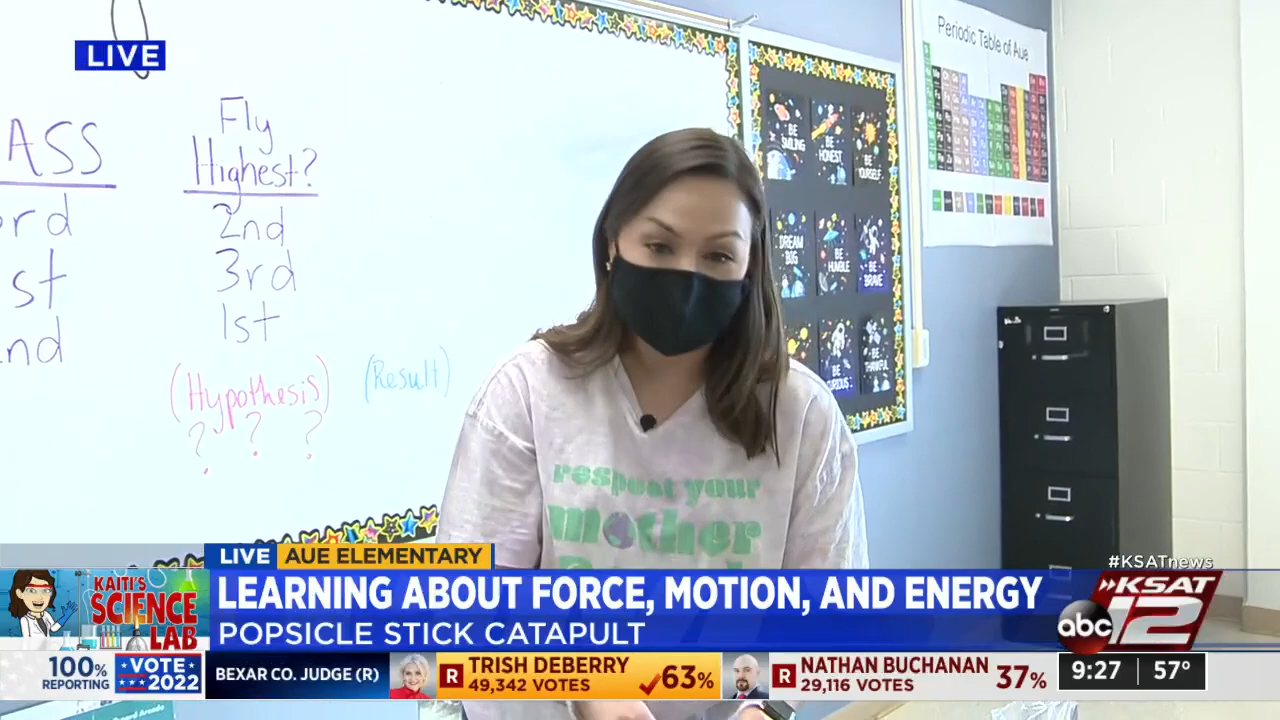 LIVE
ASS
rd
st
nd
Fly
Highest?
2nd
3rd
1st
(Hypothesis)
? ? ?
(Result)
Periodic Table of Aue
BE SMILING
BE HONEST
BE YOURSELF
DREAM BIG
BE HUMBLE
BE BRAVE
BE CURIOUS
BE THANKFUL
respect your
mother
LIVE AUE ELEMENTARY
#KSATnews
KAITI'S
SCIENCE
LAB
LEARNING ABOUT FORCE, MOTION, AND ENERGY
POPSICLE STICK CATAPULT
abc KSAT
12
100%
REPORTING
VOTE
2022
BEXAR CO. JUDGE (R)
R TRISH DEBERRY
49,342 VOTES
63%
R NATHAN BUCHANAN
29,116 VOTES
37%
9:27 57°